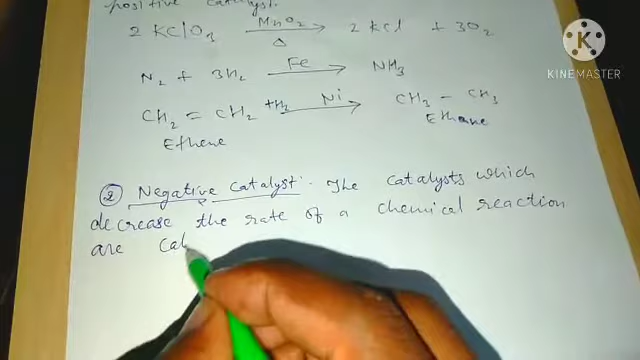 positive catalyst.
2 KClO3 MnO2 Δ 2 KCl + 3O2
N2 + 3H2 Fe NH3
CH2 = CH2 +H2 Ni CH3 - CH3
Ethene Ethane
② Negative Catalyst. The catalysts which
decrease the rate of a chemical reaction
are cal
K
KINEMASTER